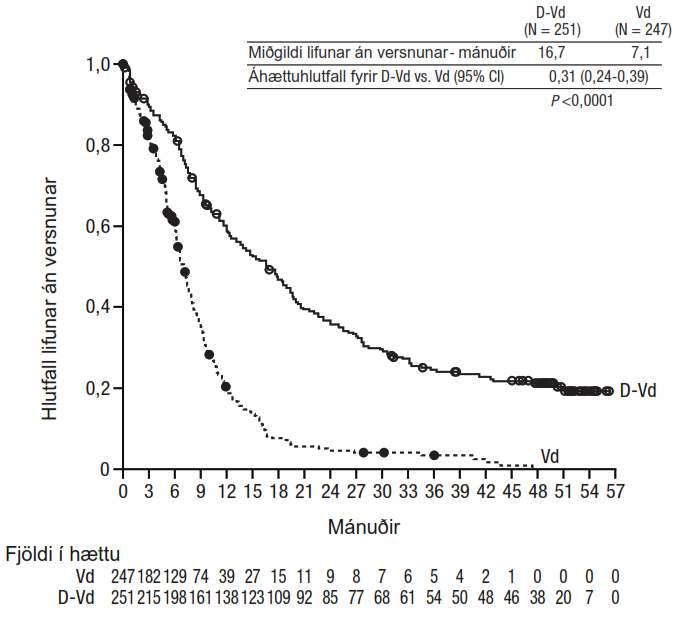 D-Vd Vd
(N = 251) (N = 247)
Miðgildi lifunar án versnunar - mánuðir 16,7 7,1
Áhættuhlutfall fyrir D-Vd vs. Vd (95% CI) 0,31 (0,24-0,39)
P <0,0001
Hlutfall lifunar án versnunar
1,0
0,8
0,6
0,4
0,2
0
D-Vd
Vd
0 3 6 9 12 15 18 21 24 27 30 33 36 39 42 45 48 51 54 57
Mánuðir
Fjöldi í hættu
Vd 247 182 129 74 39 27 15 11 9 8 7 6 5 4 2 1 0 0 0 0
D-Vd 251 215 198 161 138 123 109 92 85 77 68 61 54 50 48 46 38 20 7 0